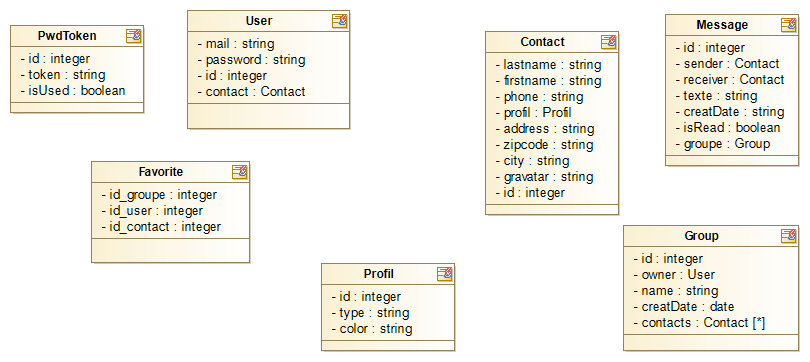 PwdToken
- id : integer
- token : string
- isUsed : boolean
User
- mail : string
- password : string
- id : integer
- contact : Contact
Contact
- lastname : string
- firstname : string
- phone : string
- profil : Profil
- address : string
- zipcode : string
- city : string
- gravatar : string
- id : integer
Message
- id : integer
- sender : Contact
- receiver : Contact
- texte : string
- creatDate : string
- isRead : boolean
- groupe : Group
Favorite
- id_groupe : integer
- id_user : integer
- id_contact : integer
Profil
- id : integer
- type : string
- color : string
Group
- id : integer
- owner : User
- name : string
- creatDate : date
- contacts : Contact [*]